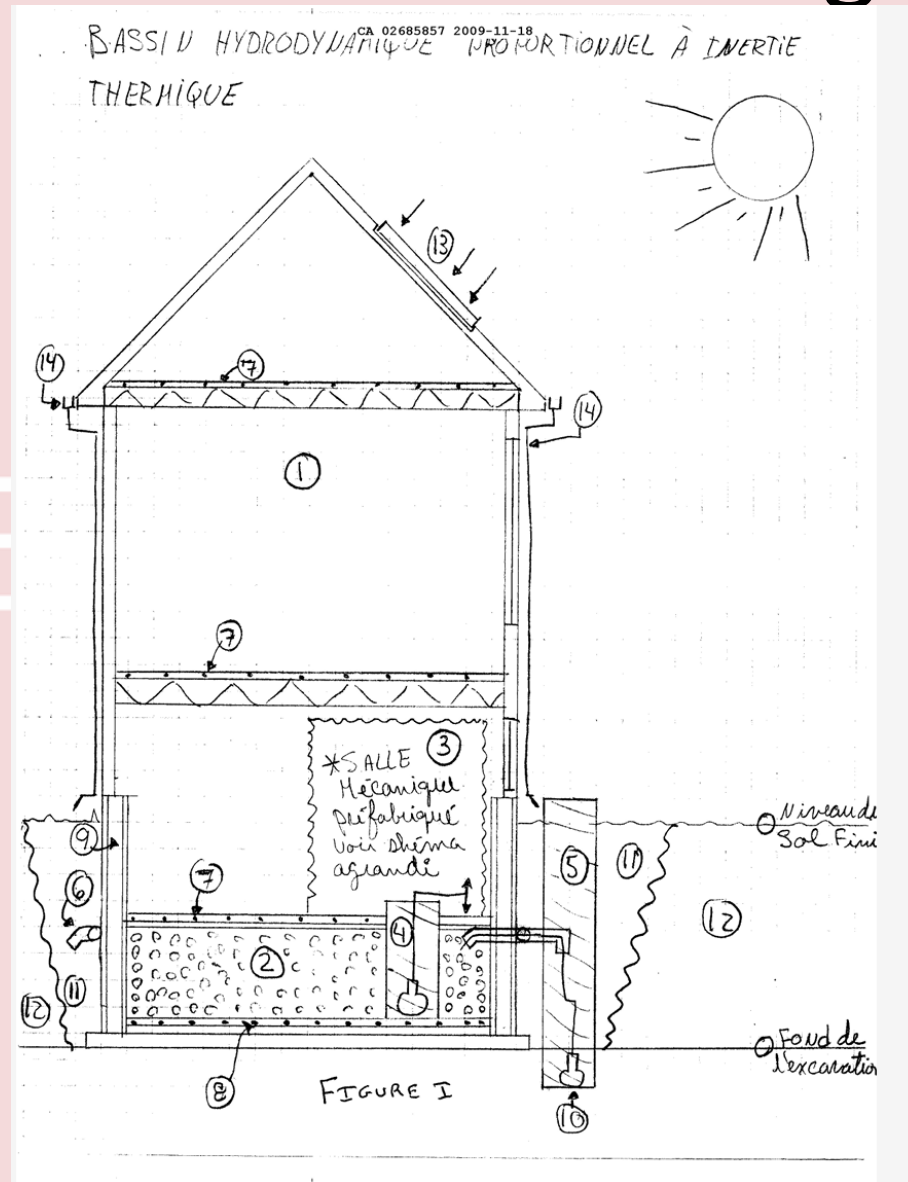 CA 02685857 2009-11-18
BASSIN HYDRODYNAMIQUE PROPORTIONNEL À INERTIE
THERMIQUE
13
14
7
14
1
7
3
*SALLE
Mécanique
préfabriqué
voir shéma
agrandi
Niveau de
Sol Fini
9
5
11
6
7
12
4
2
11
12
Fond de
l'excavation
8
FIGURE I
10